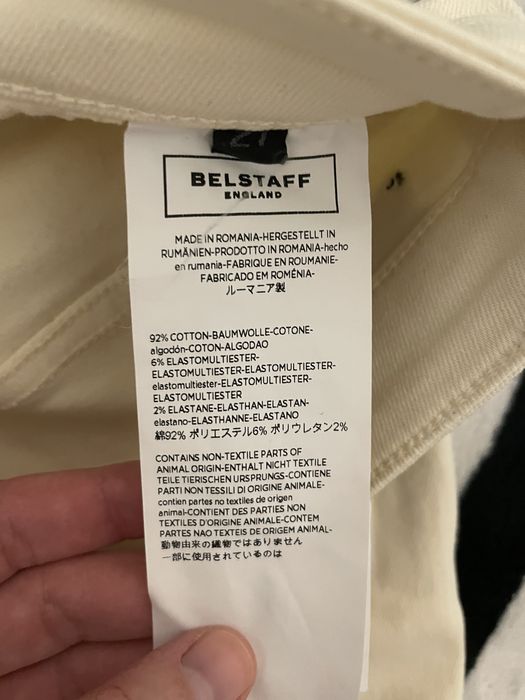 BELSTAFF
ENGLAND
MADE IN ROMANIA-HERGESTELLT IN
RUMÄNIEN-PRODOTTO IN ROMANIA-hecho
en rumania-FABRIQUE EN ROUMANIE-
FABRICADO EM ROMÉNIA-
ルーマニア製
92% COTTON-BAUMWOLLE-COTONE-
algodón-COTON-ALGODAO
6% ELASTOMULTIESTER-
ELASTOMULTIESTER-ELASTOMULTIESTER-
elastomultiester-ELASTOMULTIESTER-
ELASTOMULTIESTER
2% ELASTANE-ELASTHAN-ELASTAN-
elastano-ELASTHANNE-ELASTANO
綿92% ポリエステル6% ポリウレタン2%
CONTAINS NON-TEXTILE PARTS OF
ANIMAL ORIGIN-ENTHALT NICHT TEXTILE
TEILE TIERISCHEN URSPRUNGS-CONTIENE
PARTI NON TESSILI DI ORIGINE ANIMALE-
contien partes no textiles de origen
animal-CONTIENT DES PARTIES NON
TEXTILES D'ORIGINE ANIMALE-CONTEM
PARTES NAO TEXTEIS DE ORIGEM ANIMAL-
動物由来の織物ではありません
一部に使用されているのは